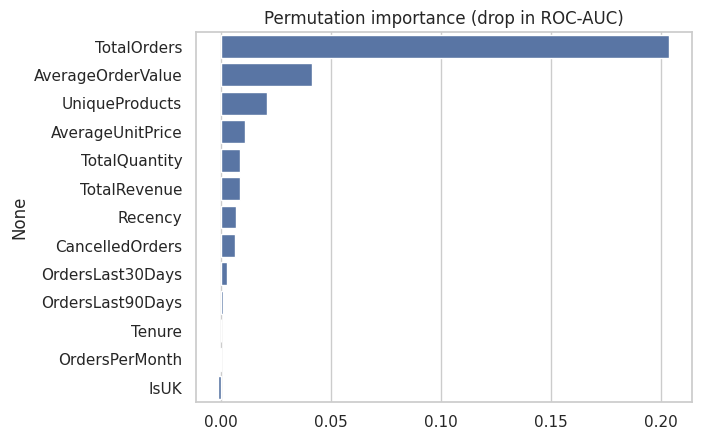 Permutation importance (drop in ROC-AUC)
None
TotalOrders
AverageOrderValue
UniqueProducts
AverageUnitPrice
TotalQuantity
TotalRevenue
Recency
CancelledOrders
OrdersLast30Days
OrdersLast90Days
Tenure
OrdersPerMonth
IsUK
0.00 0.05 0.10 0.15 0.20